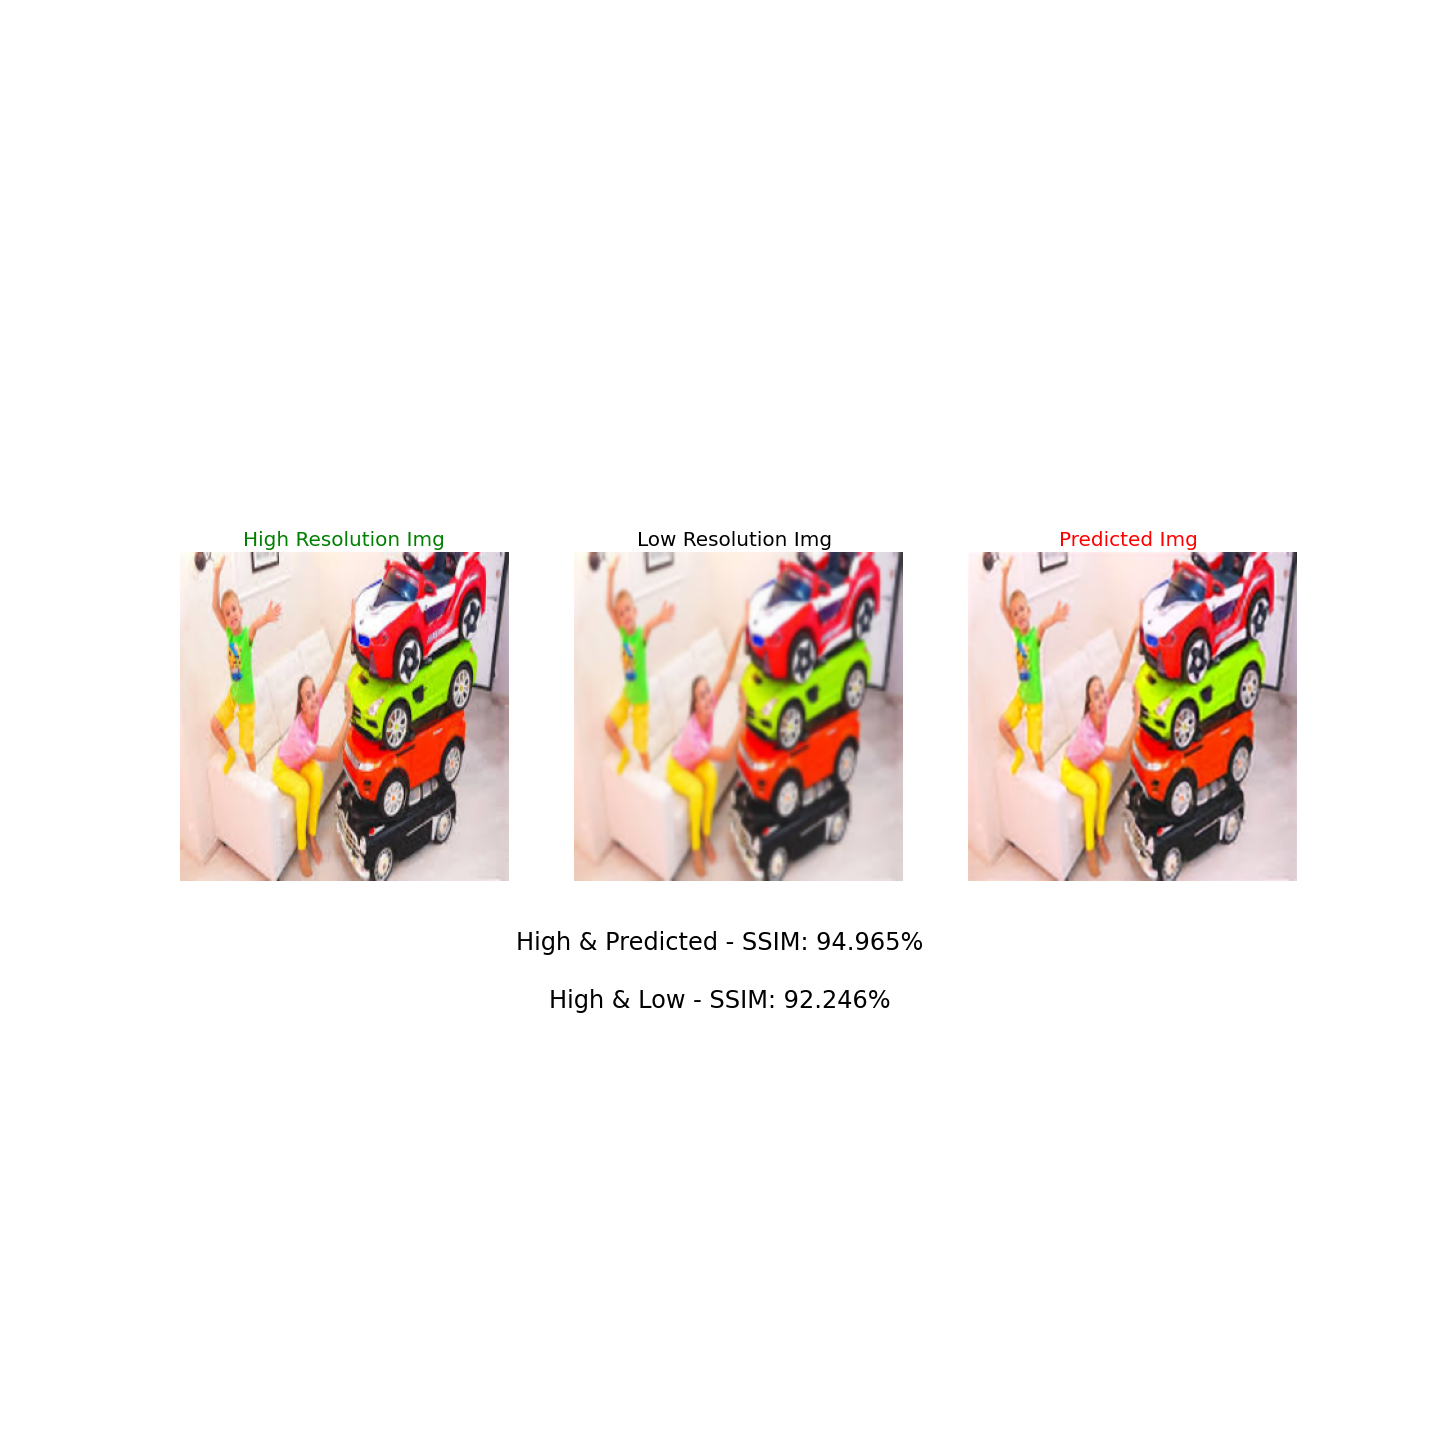 High Resolution Img
Low Resolution Img
Predicted Img
High & Predicted - SSIM: 94.965%
High & Low - SSIM: 92.246%